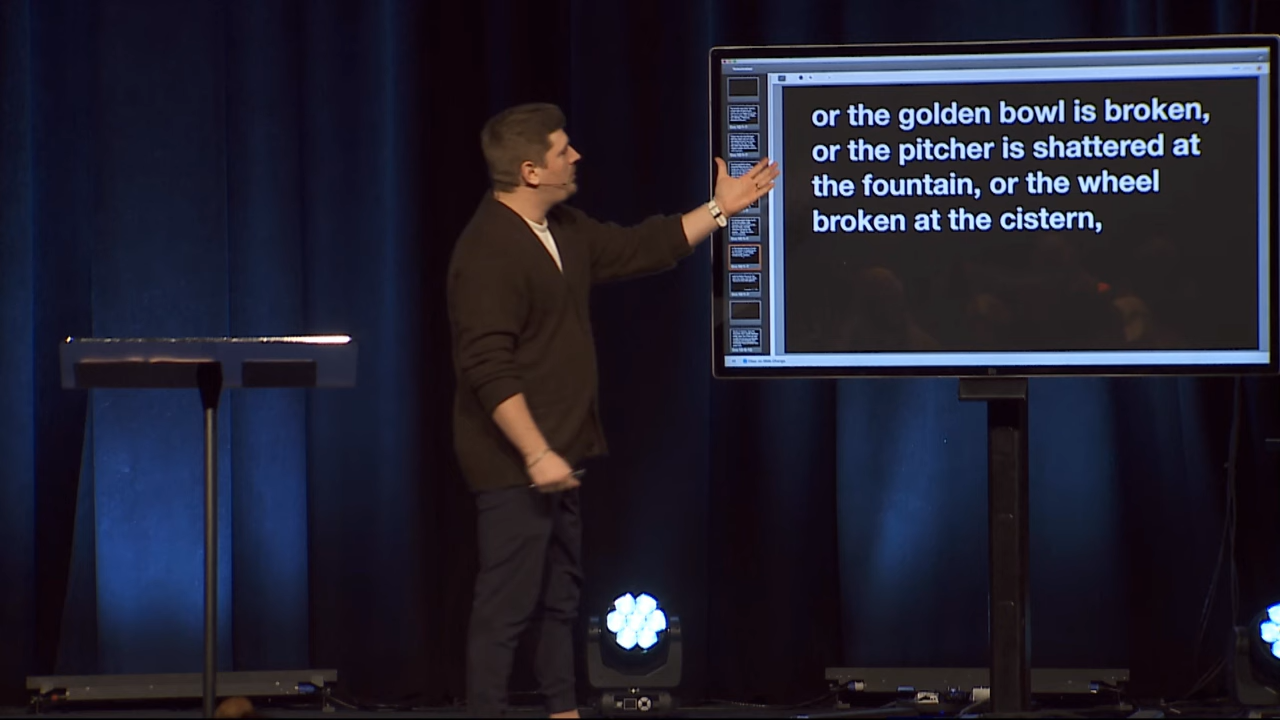 or the golden bowl is broken,
or the pitcher is shattered at
the fountain, or the wheel
broken at the cistern,